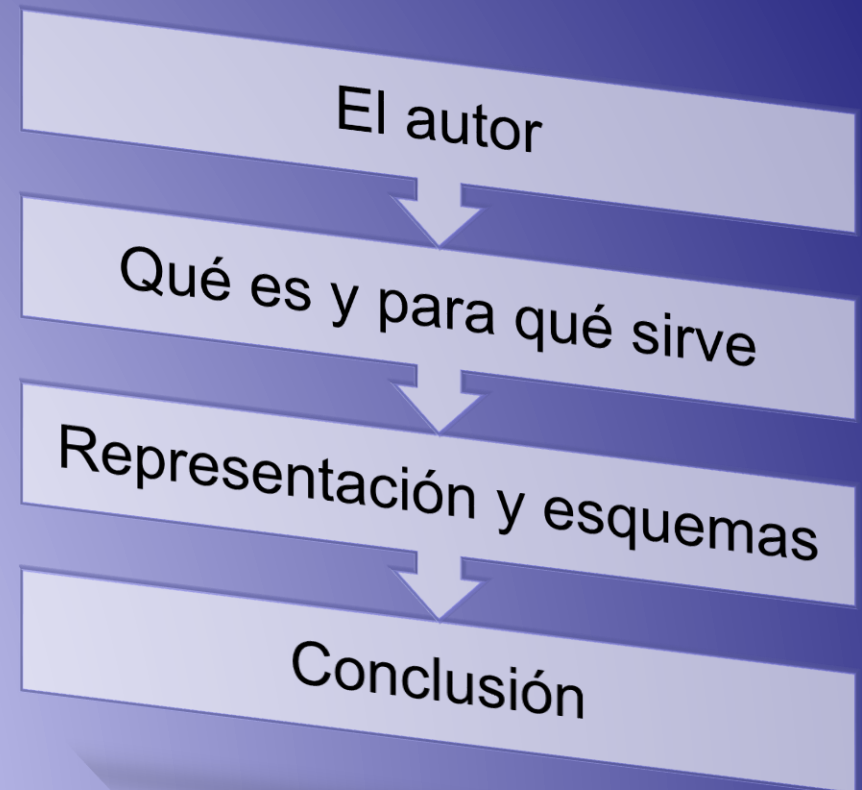 El autor
Qué es y para qué sirve
Representación y esquemas
Conclusión